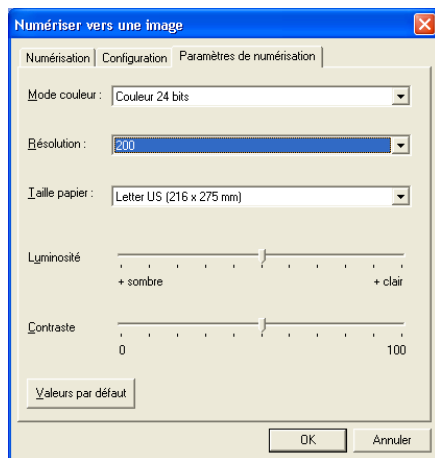 Numériser vers une image
Numérisation Configuration Paramètres de numérisation
Mode couleur : Couleur 24 bits
Résolution : 200
Taille papier : Letter US (216 x 275 mm)
Luminosité
+ sombre + clair
Contraste
0 100
Valeurs par défaut
OK Annuler